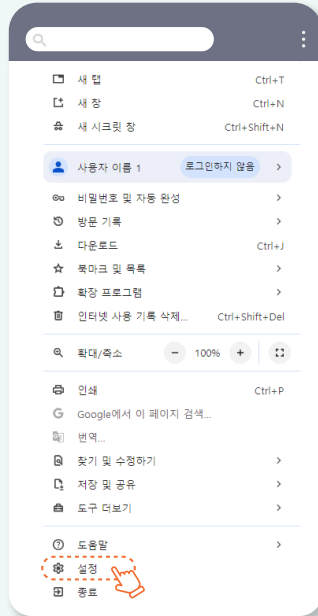 새 탭 Ctrl+T
새 창 Ctrl+N
새 시크릿 창 Ctrl+Shift+N
사용자 이름 1 로그인하지 않음
비밀번호 및 자동 완성
방문 기록
다운로드 Ctrl+J
북마크 및 목록
확장 프로그램
인터넷 사용 기록 삭제... Ctrl+Shift+Del
확대/축소 - 100% +
인쇄 Ctrl+P
Google에서 이 페이지 검색...
번역...
찾기 및 수정하기
저장 및 공유
도구 더보기
도움말
설정
종료